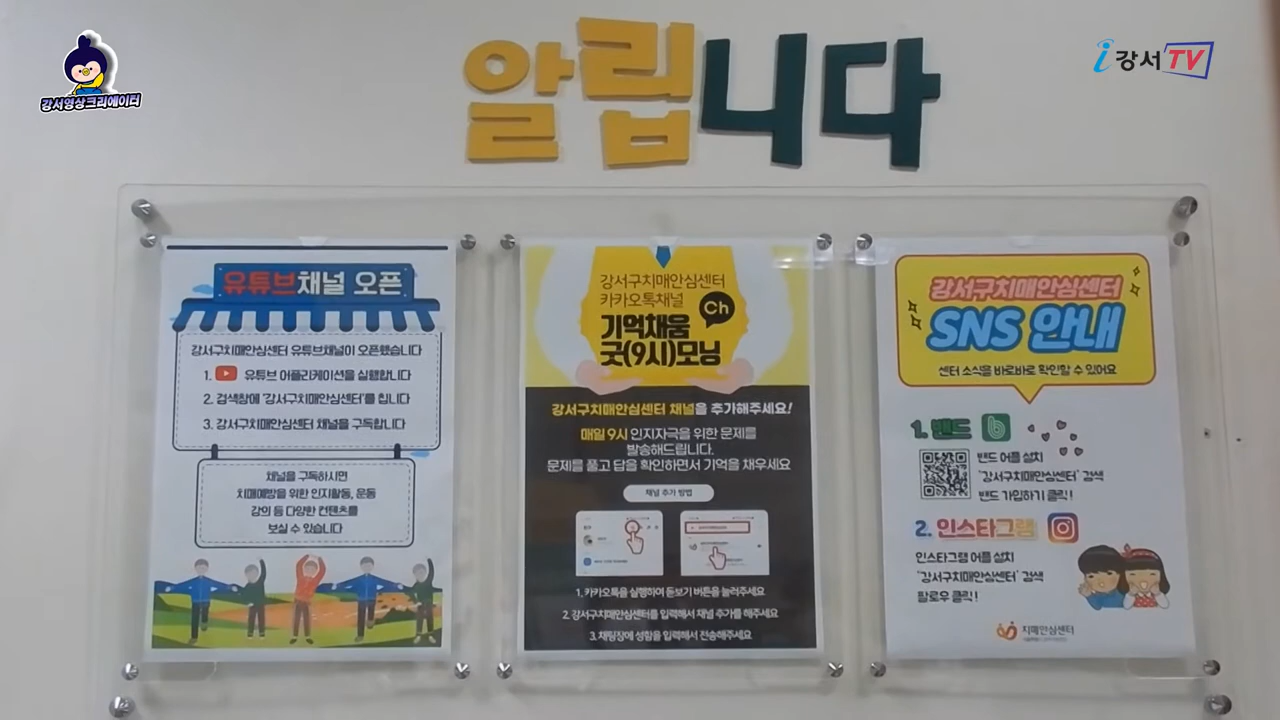 강서영상크리에이터
i강서TV
알립니다
유튜브채널 오픈
강서구치매안심센터 유튜브채널이 오픈했습니다
1. 유튜브 어플리케이션을 실행합니다
2. 검색창에 '강서구치매안심센터'를 칩니다
3. 강서구치매안심센터 채널을 구독합니다
채널을 구독하시면
치매예방을 위한 인지활동, 운동
강의 등 다양한 컨텐츠를
보실 수 있습니다
강서구치매안심센터
카카오톡채널
Ch
기억채움
굿(9시)모닝
강서구치매안심센터 채널을 추가해주세요!
매일 9시 인지자극을 위한 문제를
발송해드립니다.
문제를 풀고 답을 확인하면서 기억을 채우세요
채널 추가 방법
1. 카카오톡을 실행하여 돋보기 버튼을 눌러주세요
2. 강서구치매안심센터를 입력해서 채널 추가를 해주세요
3. 채팅장에 성함을 입력해서 전송해주세요
강서구치매안심센터
SNS 안내
센터 소식을 바로바로 확인할 수 있어요
1. 밴드
밴드 어플 설치
'강서구치매안심센터' 검색
밴드 가입하기 클릭!
2. 인스타그램
인스타그램 어플 설치
'강서구치매안심센터' 검색
팔로우 클릭!
치매안심센터